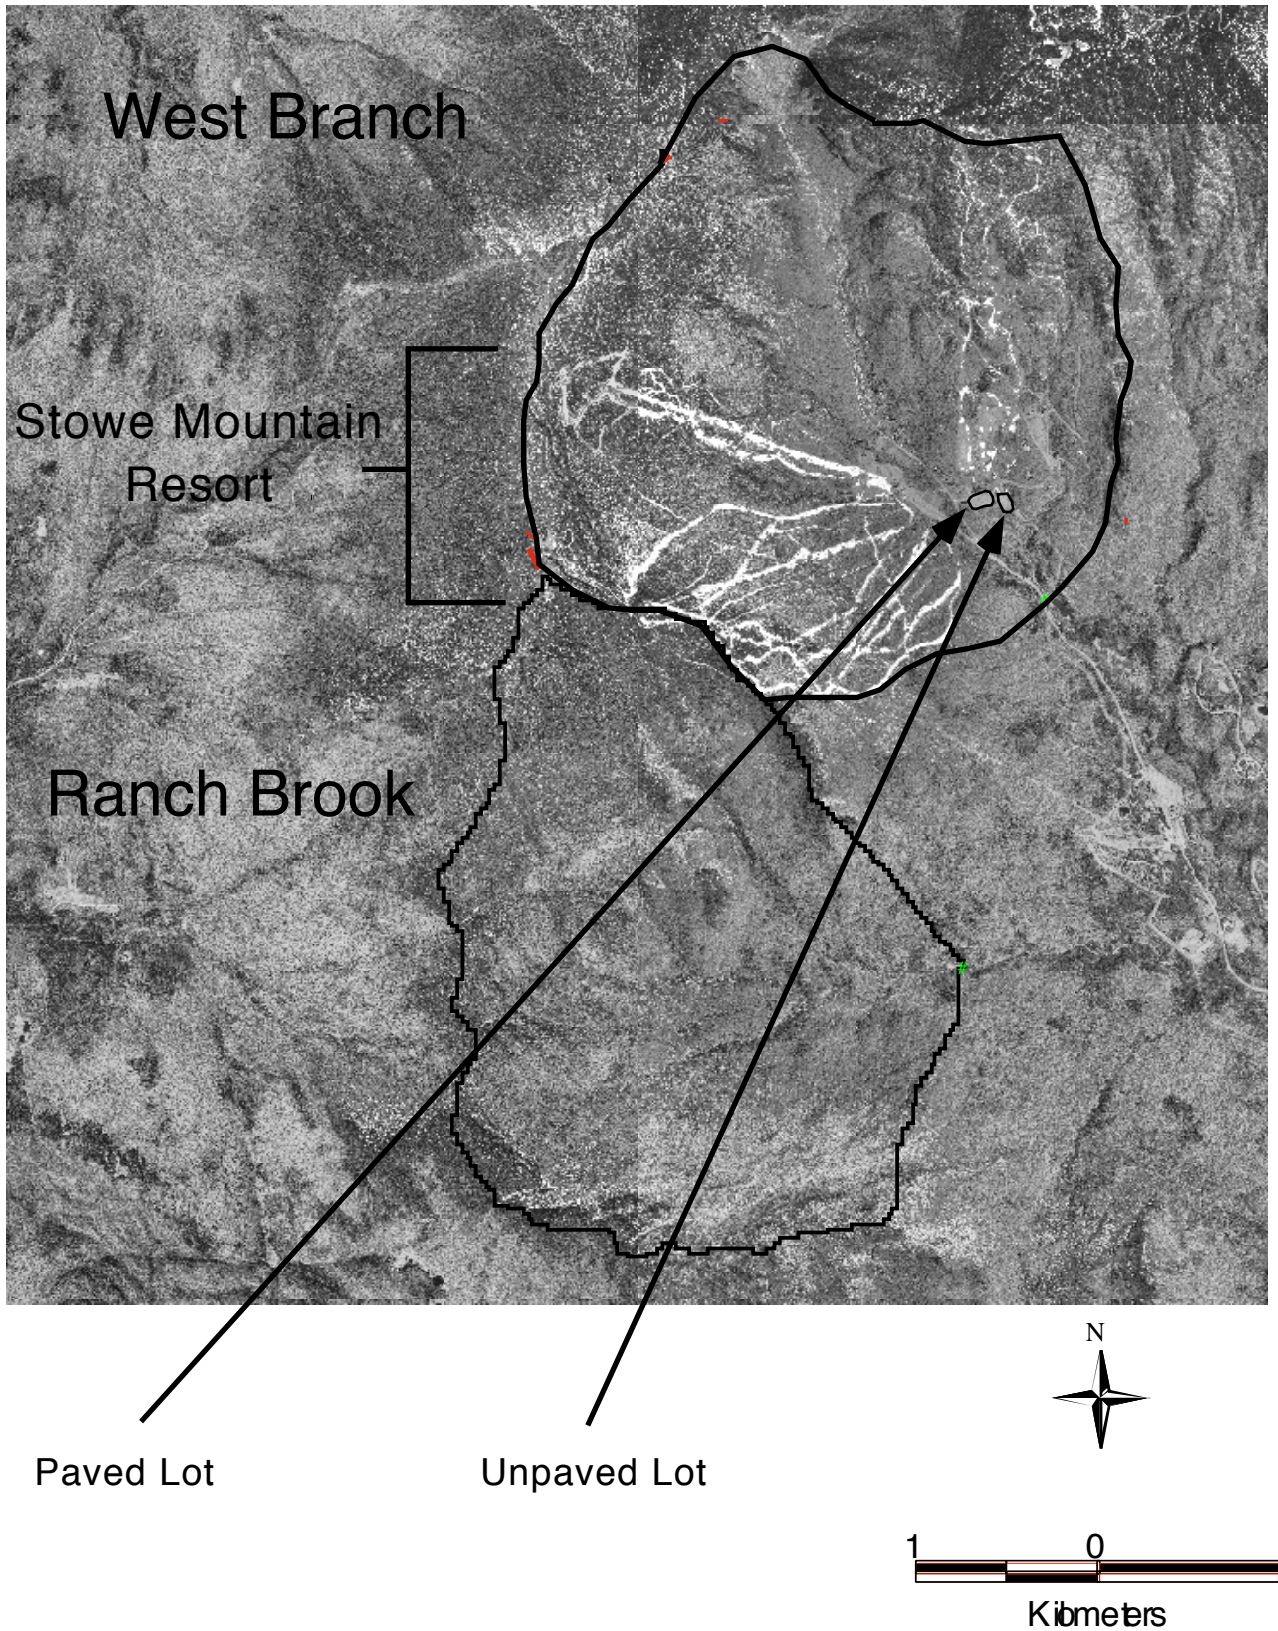 West Branch
Stowe Mountain
Resort
Ranch Brook
N
Paved Lot
Unpaved Lot
1 0
Kilometers